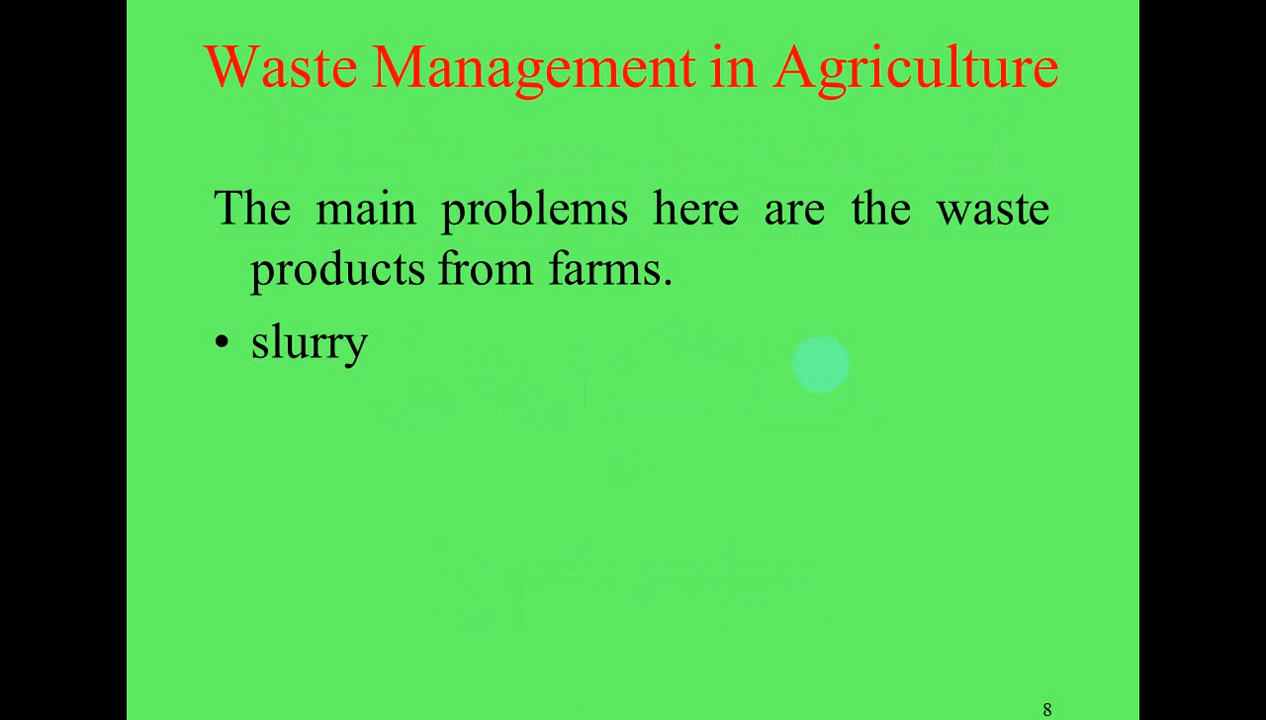 Waste Management in Agriculture
The main problems here are the waste
products from farms.
• slurry
8